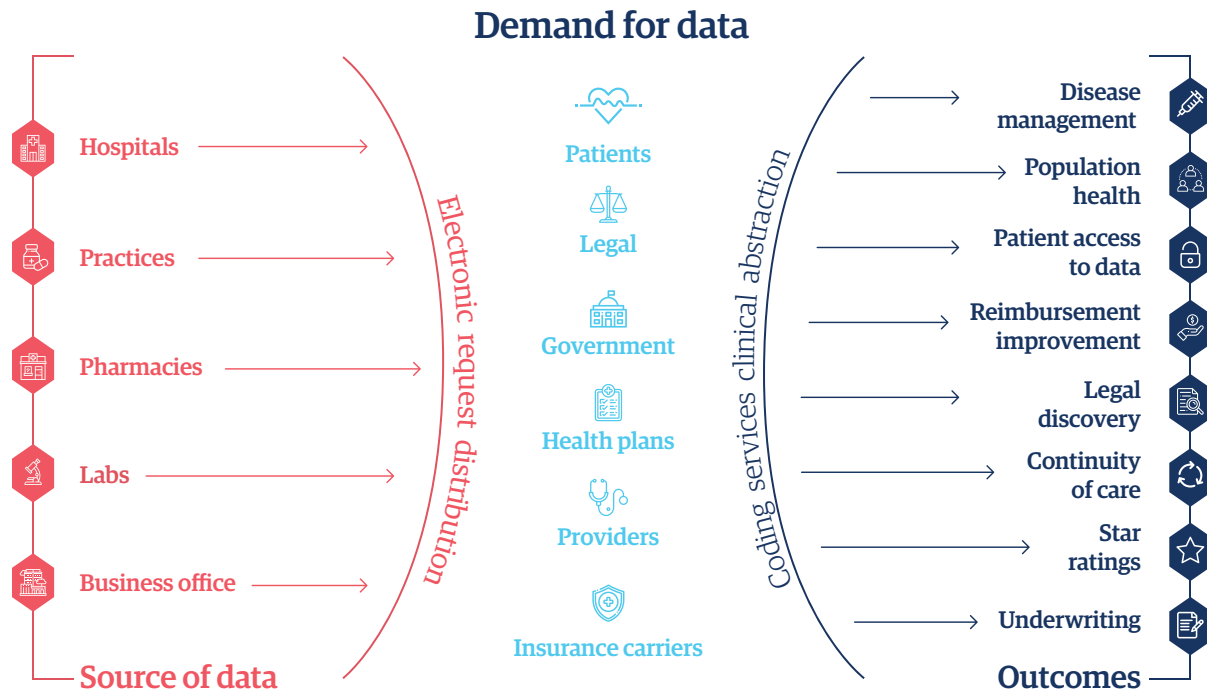 Demand for data
Hospitals
Practices
Pharmacies
Labs
Business office
Source of data
Electronic request distribution
Patients
Legal
Government
Health plans
Providers
Insurance carriers
Coding services clinical abstraction
Disease
management
Population
health
Patient access
to data
Reimbursement
improvement
Legal
discovery
Continuity
of care
Star
ratings
Underwriting
Outcomes